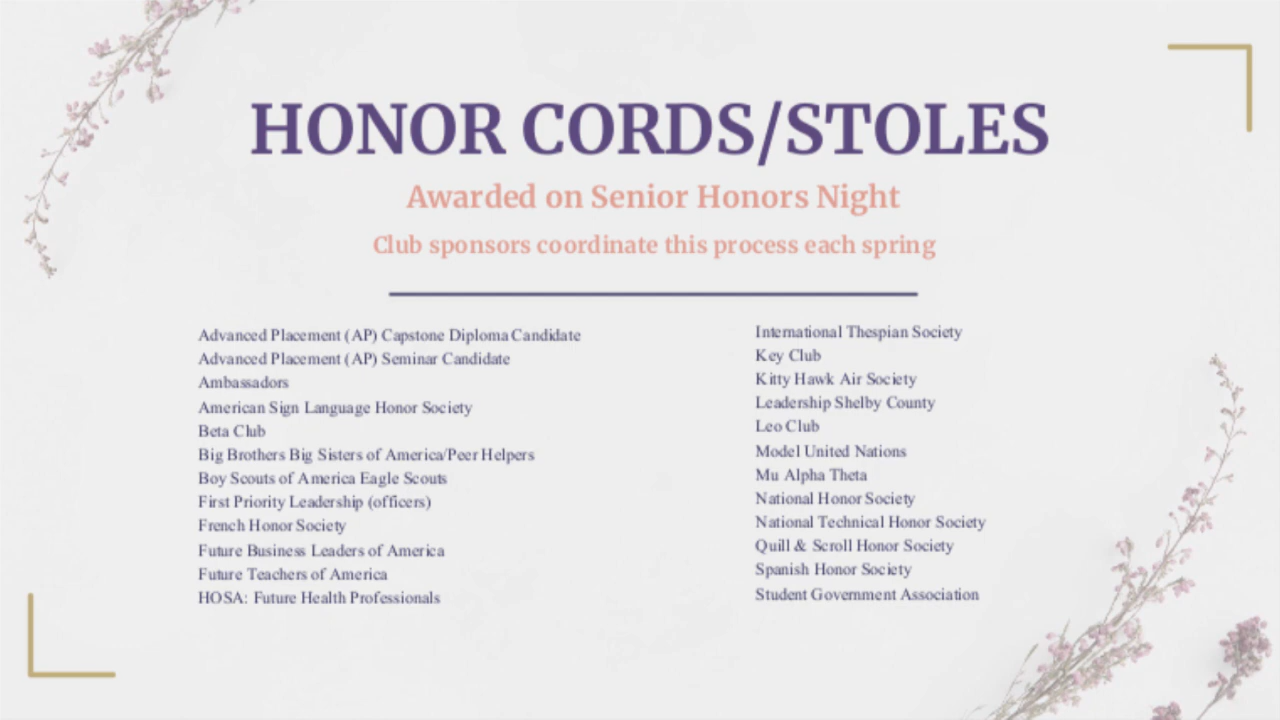 HONOR CORDS/STOLES
Awarded on Senior Honors Night
Club sponsors coordinate this process each spring
Advanced Placement (AP) Capstone Diploma Candidate
Advanced Placement (AP) Seminar Candidate
Ambassadors
American Sign Language Honor Society
Beta Club
Big Brothers Big Sisters of America/Peer Helpers
Boy Scouts of America Eagle Scouts
First Priority Leadership (officers)
French Honor Society
Future Business Leaders of America
Future Teachers of America
HOSA: Future Health Professionals
International Thespian Society
Key Club
Kitty Hawk Air Society
Leadership Shelby County
Leo Club
Model United Nations
Mu Alpha Theta
National Honor Society
National Technical Honor Society
Quill & Scroll Honor Society
Spanish Honor Society
Student Government Association